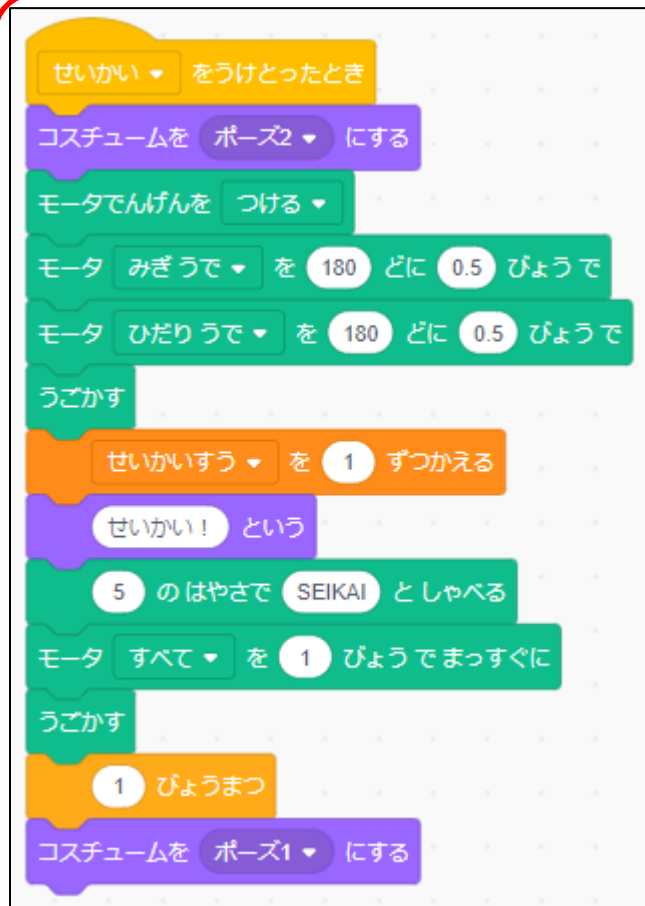 せいかい をうけとったとき
コスチュームを ポーズ2 にする
モータでんげんを つける
モータ みぎ うで を 180 どに 0.5 びょう で
モータ ひだり うで を 180 どに 0.5 びょう で
うごかす
せいかいすう を 1 ずつかえる
せいかい！ という
5 の はやさで SEIKAI と しゃべる
モータ すべて を 1 びょう で まっすぐに
うごかす
1 びょうまつ
コスチュームを ポーズ1 にする